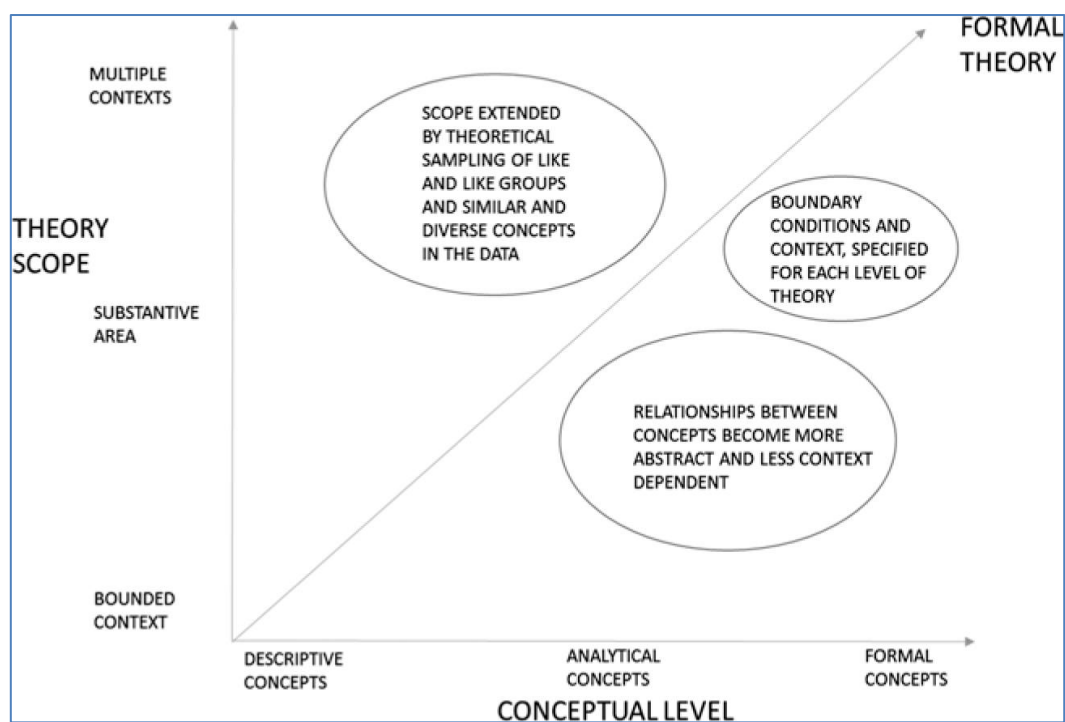 FORMAL
THEORY
MULTIPLE
CONTEXTS
SCOPE EXTENDED
BY THEORETICAL
SAMPLING OF LIKE
AND LIKE GROUPS
AND SIMILAR AND
DIVERSE CONCEPTS
IN THE DATA
BOUNDARY
CONDITIONS AND
CONTEXT, SPECIFIED
FOR EACH LEVEL OF
THEORY
THEORY
SCOPE
SUBSTANTIVE
AREA
RELATIONSHIPS BETWEEN
CONCEPTS BECOME MORE
ABSTRACT AND LESS CONTEXT
DEPENDENT
BOUNDED
CONTEXT
DESCRIPTIVE
CONCEPTS
ANALYTICAL
CONCEPTS
FORMAL
CONCEPTS
CONCEPTUAL LEVEL